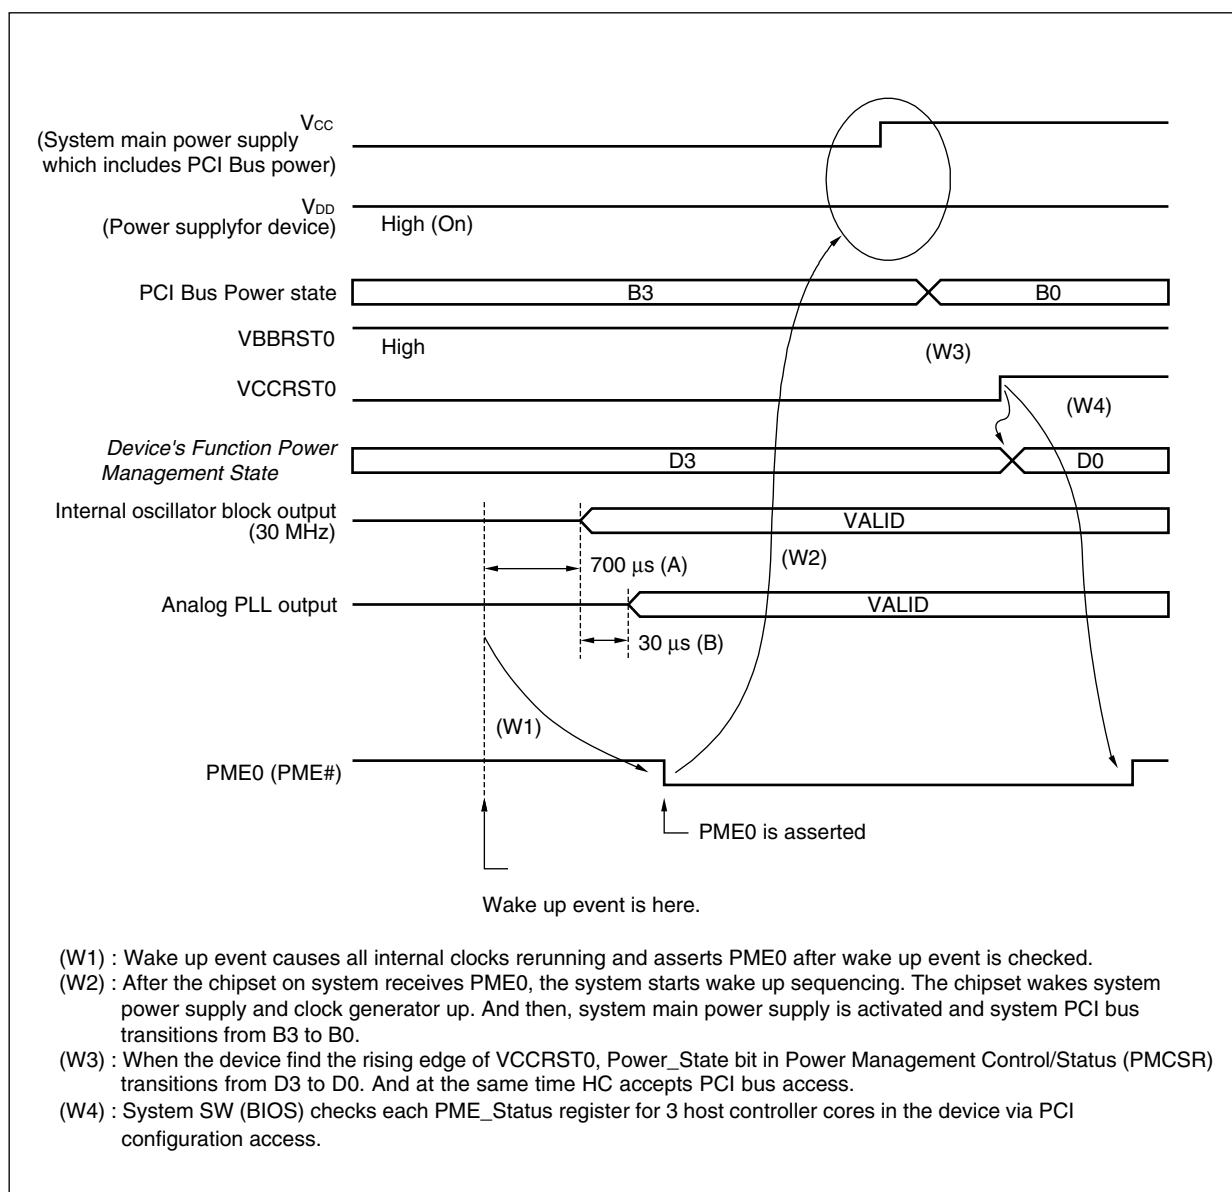 VCC
(System main power supply
which includes PCI Bus power)
VDD
(Power supplyfor device)
High (On)
PCI Bus Power state
B3
B0
VBBRST0
High
(W3)
VCCRST0
(W4)
Device's Function Power
Management State
D3
D0
Internal oscillator block output
(30 MHz)
VALID
700 μs (A)
(W2)
Analog PLL output
VALID
30 μs (B)
(W1)
PME0 (PME#)
PME0 is asserted
Wake up event is here.
(W1) : Wake up event causes all internal clocks rerunning and asserts PME0 after wake up event is checked.
(W2) : After the chipset on system receives PME0, the system starts wake up sequencing. The chipset wakes system
power supply and clock generator up. And then, system main power supply is activated and system PCI bus
transitions from B3 to B0.
(W3) : When the device find the rising edge of VCCRST0, Power_State bit in Power Management Control/Status (PMCSR)
transitions from D3 to D0. And at the same time HC accepts PCI bus access.
(W4) : System SW (BIOS) checks each PME_Status register for 3 host controller cores in the device via PCI
configuration access.